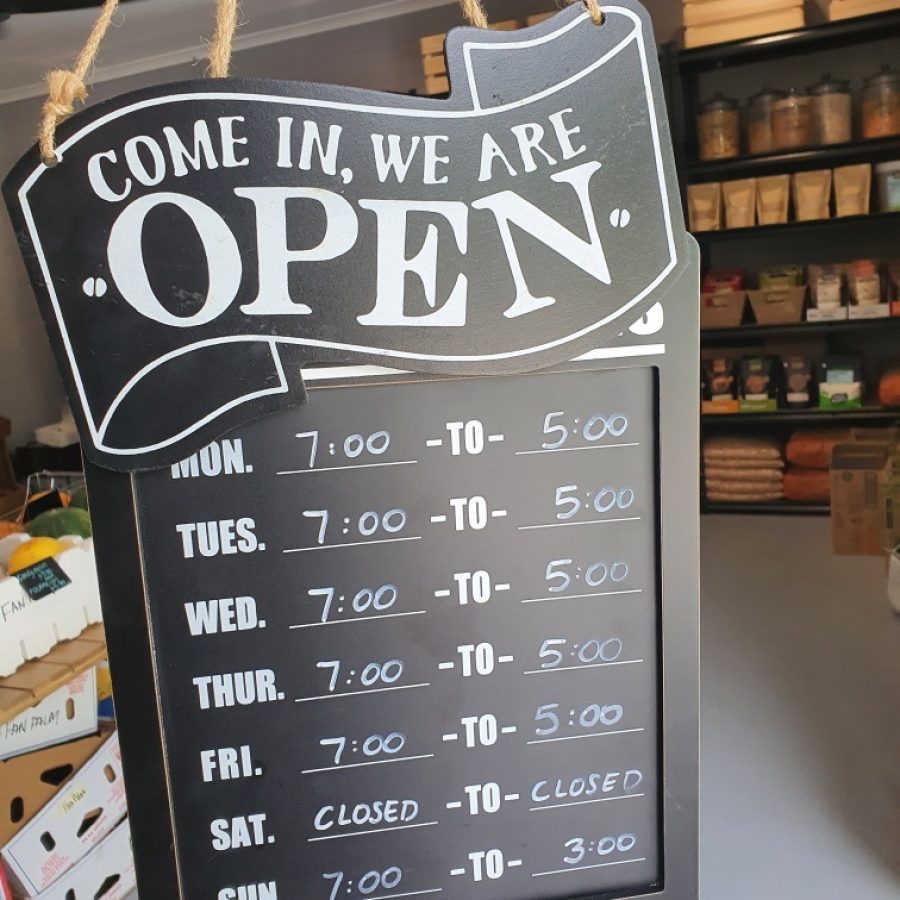 COME IN, WE ARE
OPEN
MON. 7:00 -TO- 5:00
TUES. 7:00 -TO- 5:00
WED. 7:00 -TO- 5:00
THUR. 7:00 -TO- 5:00
FRI. 7:00 -TO- 5:00
SAT. CLOSED -TO- CLOSED
SUN 7:00 -TO- 3:00
FAN